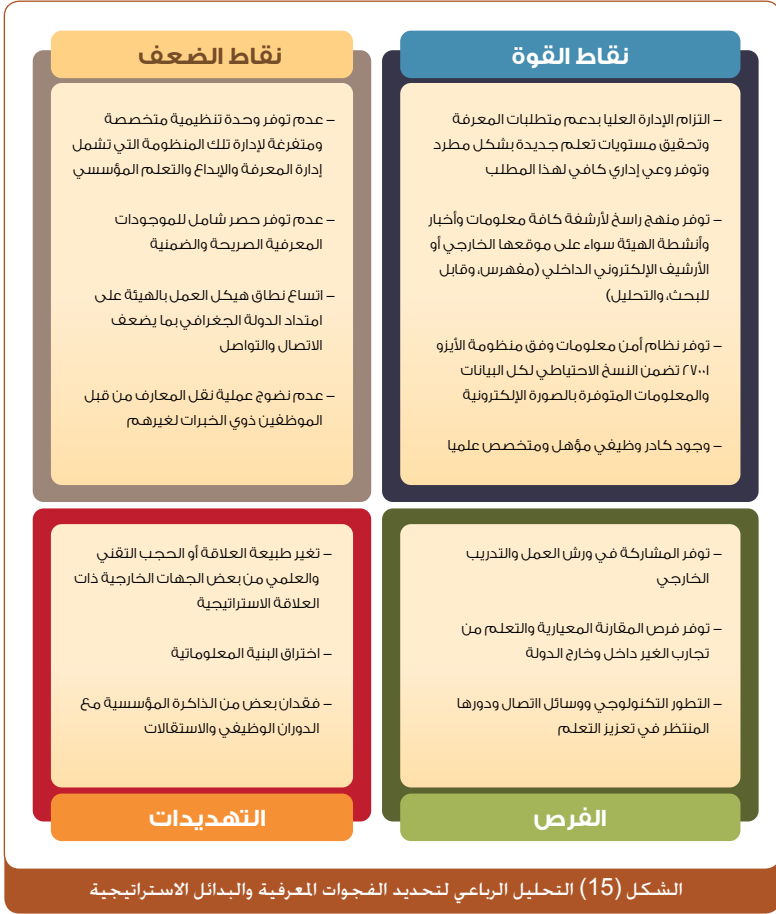 نقاط القوة
– التزام الإدارة العليا بدعم متطلبات المعرفة
وتحقيق مستويات تعلم جديدة بشكل مطرد
وتوفر وعي إداري كافي لهذا المطلب
– توفر منهج راسخ لأرشفة كافة معلومات وأخبار
وأنشطة الهيئة سواء على موقعها الخارجي أو
الأرشيف الإلكتروني الداخلي (مفهرس، وقابل
للبحث، والتحليل)
– توفر نظام أمن معلومات وفق منظومة الأيزو
٢٧٠٠١ تضمن النسخ الاحتياطي لكل البيانات
والمعلومات المتوفرة بالصورة الإلكترونية
– وجود كادر وظيفي مؤهل ومتخصص علميا
نقاط الضعف
– عدم توفر وحدة تنظيمية متخصصة
ومتفرغة لإدارة تلك المنظومة التي تشمل
إدارة المعرفة والإبداع والتعلم المؤسسي
– عدم توفر حصر شامل للموجودات
المعرفية الصريحة والضمنية
– اتساع نطاق هيكل العمل بالهيئة على
امتداد الدولة الجغرافي بما يضعف
الاتصال والتواصل
– عدم نضوج عملية نقل المعارف من قبل
الموظفين ذوي الخبرات لغيرهم
– توفر المشاركة في ورش العمل والتدريب
الخارجي
– توفر فرص المقارنة المعيارية والتعلم من
تجارب الغير داخل وخارج الدولة
– التطور التكنولوجي ووسائل ااتصال ودورها
المنتظر في تعزيز التعلم
الفرص
– تغير طبيعة العلاقة أو الحجب التقني
والعلمي من بعض الجهات الخارجية ذات
العلاقة الاستراتيجية
– اختراق البنية المعلوماتية
– فقدان بعض من الذاكرة المؤسسية مع
الدوران الوظيفي والاستقالات
التهديدات
الشكل (15) التحليل الرباعي لتحديد الفجوات المعرفية والبدائل الاستراتيجية